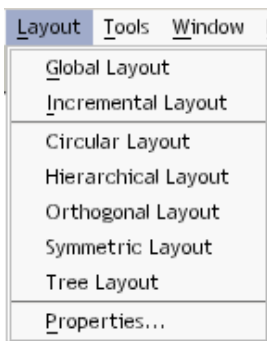 Layout Tools Window
Global Layout
Incremental Layout
Circular Layout
Hierarchical Layout
Orthogonal Layout
Symmetric Layout
Tree Layout
Properties...